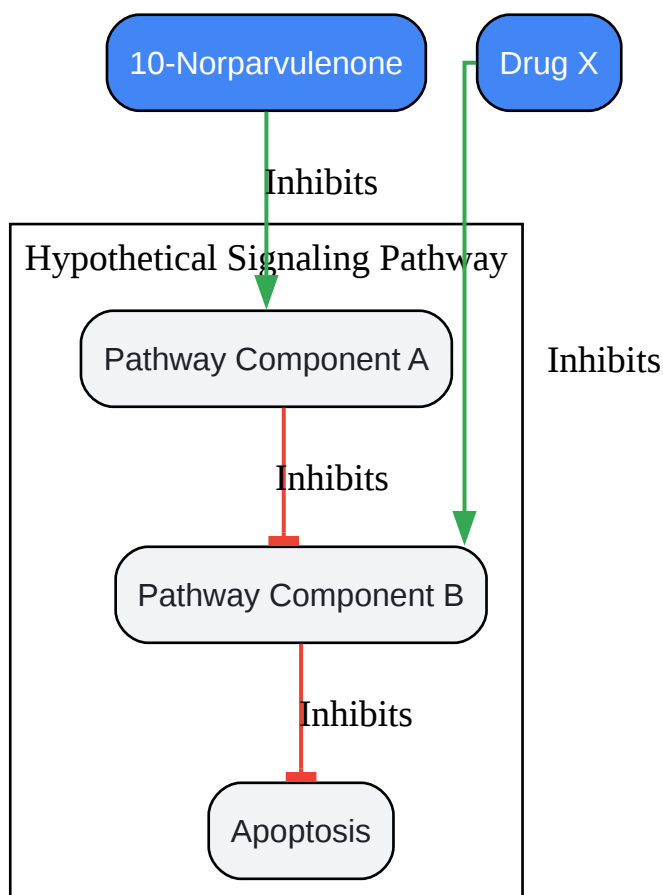 10-Norparvulenone
Drug X
Inhibits
Hypothetical Signaling Pathway
Pathway Component A
Inhibits
Inhibits
Pathway Component B
Inhibits
Apoptosis